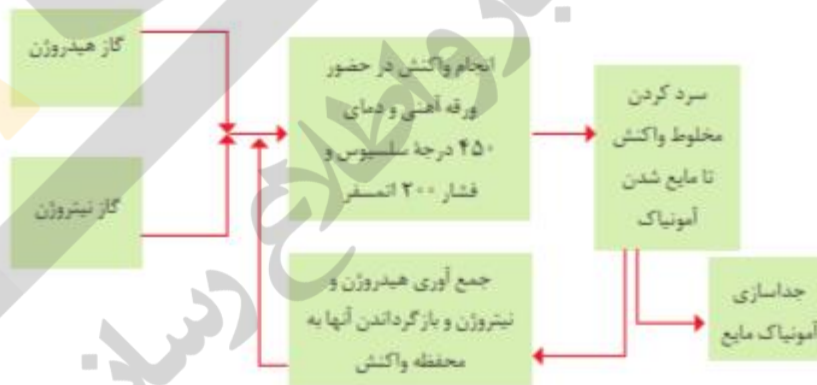 گاز هیدروژن
گاز نیتروژن
انجام واکنش در حضور
ورقه آهنی و دمای
۴۵۰ درجهٔ سلسیوس و
فشار ۲۰۰ اتمسفر
سرد کردن
مخلوط واکنش
تا مایع شدن
آمونیاک
جداسازی
آمونیاک مایع
جمع آوری هیدروژن و
نیتروژن و بازگرداندن آنها به
محفظه واکنش